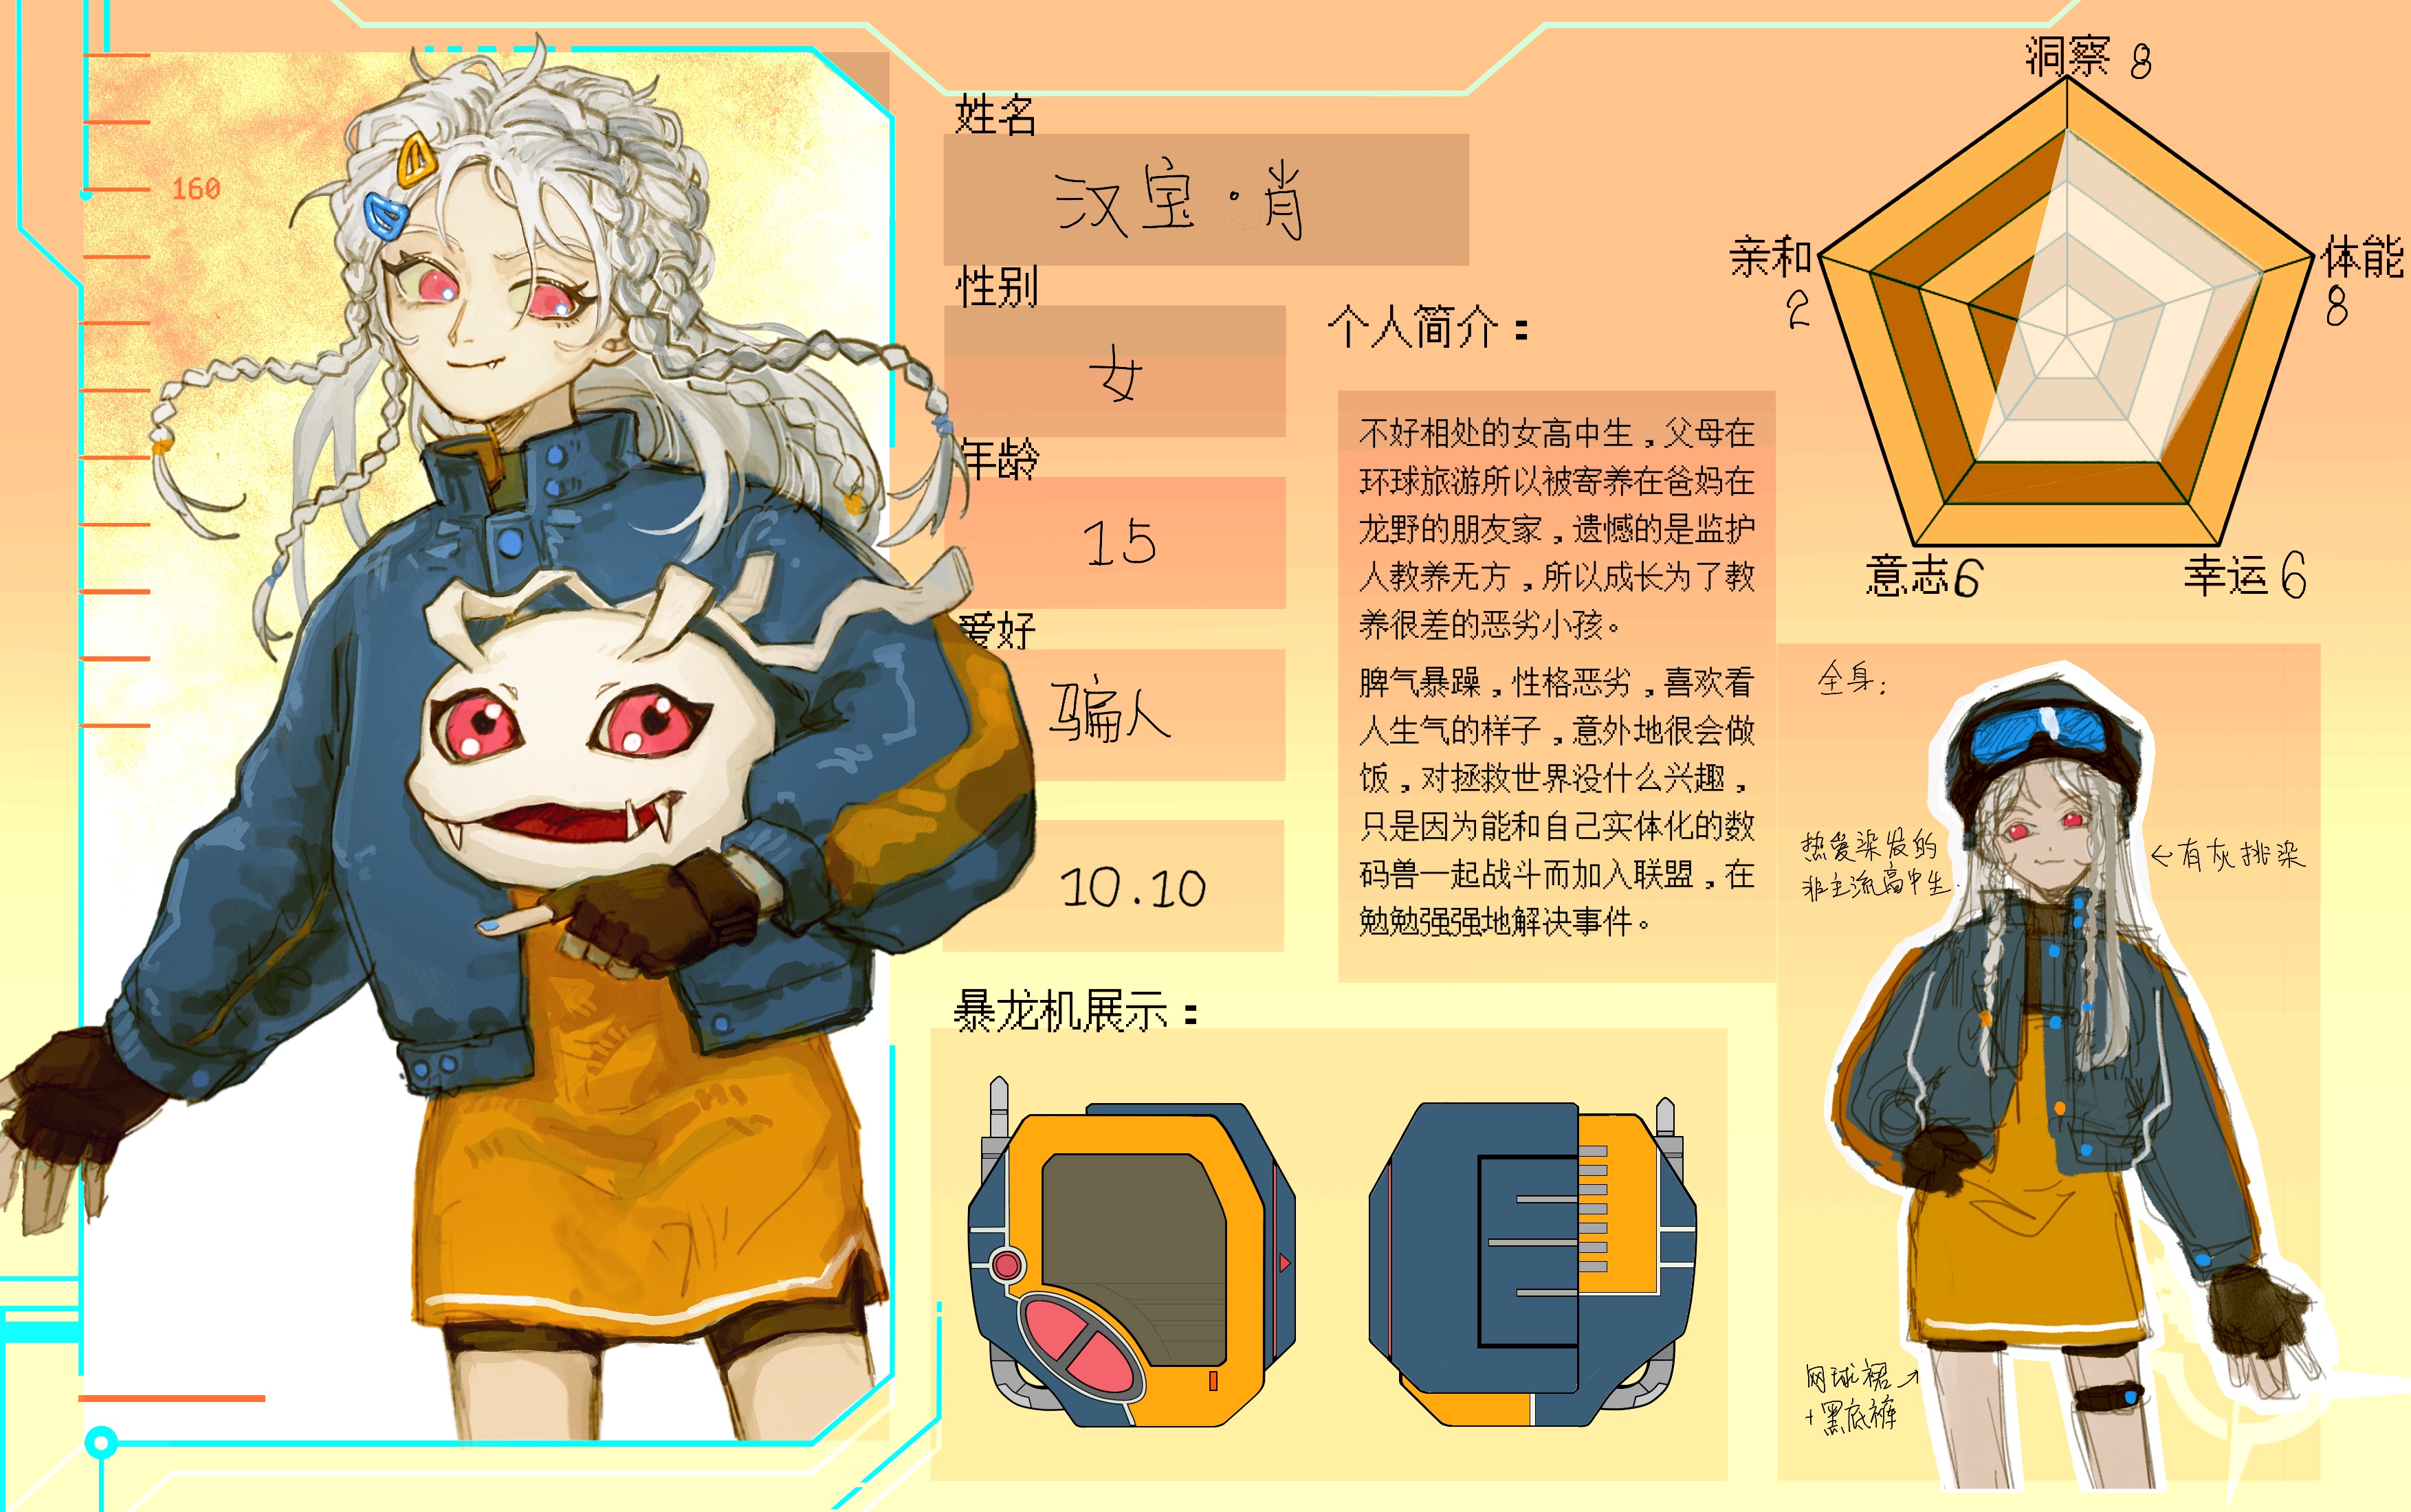 160
姓名
汉宝·肖
性别
女
年龄
15
爱好
骗人
10.10
个人简介：
不好相处的女高中生，父母在
环球旅游所以被寄养在爸妈在
龙野的朋友家，遗憾的是监护
人教养无方，所以成长为了教
养很差的恶劣小孩。
脾气暴躁，性格恶劣，喜欢看
人生气的样子，意外地很会做
饭，对拯救世界没什么兴趣，
只是因为能和自己实体化的数
码兽一起战斗而加入联盟，在
勉勉强强地解决事件。
暴龙机展示：
洞察 8
亲和
2
体能
8
意志6
幸运 6
全身：
热爱染发的
非主流高中生.
←有灰挑染
网球裙→
+黑底裤